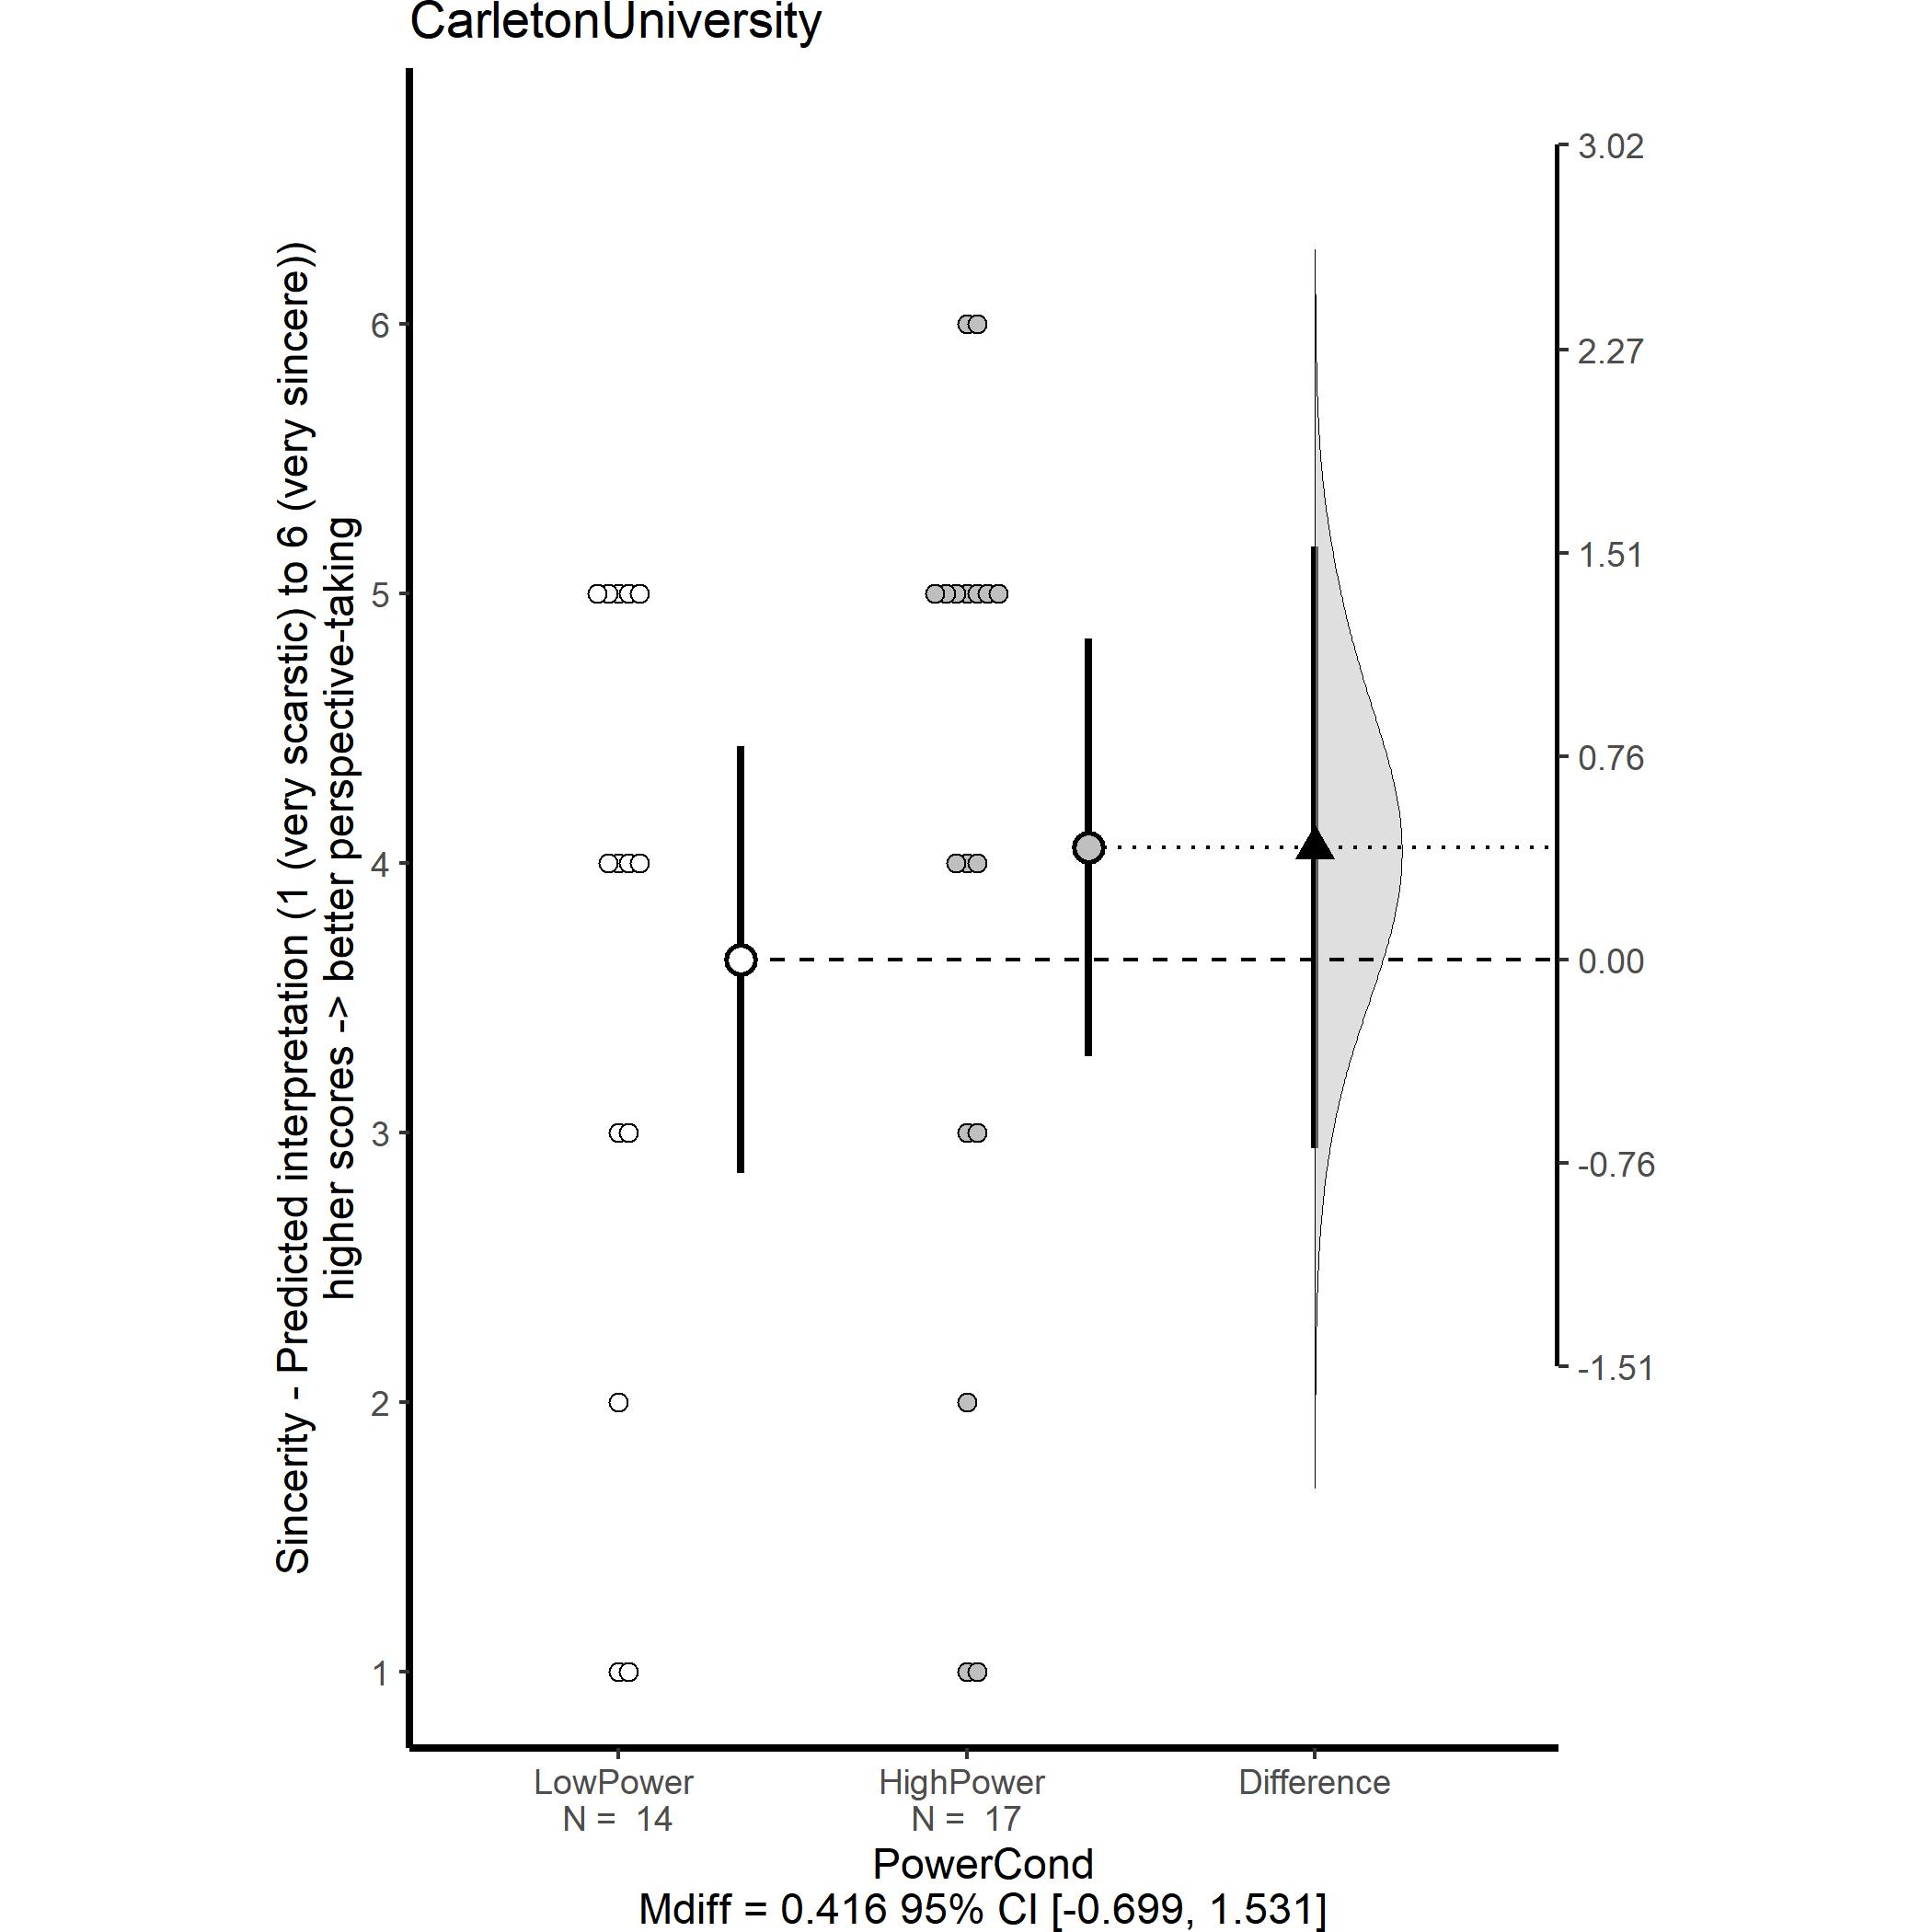 CarletonUniversity
Sincerity - Predicted interpretation (1 (very scarstic) to 6 (very sincere))
higher scores -> better perspective-taking
6
5
4
3
2
1
3.02
2.27
1.51
0.76
0.00
-0.76
-1.51
LowPower
N = 14
HighPower
N = 17
Difference
PowerCond
Mdiff = 0.416 95% CI [-0.699, 1.531]